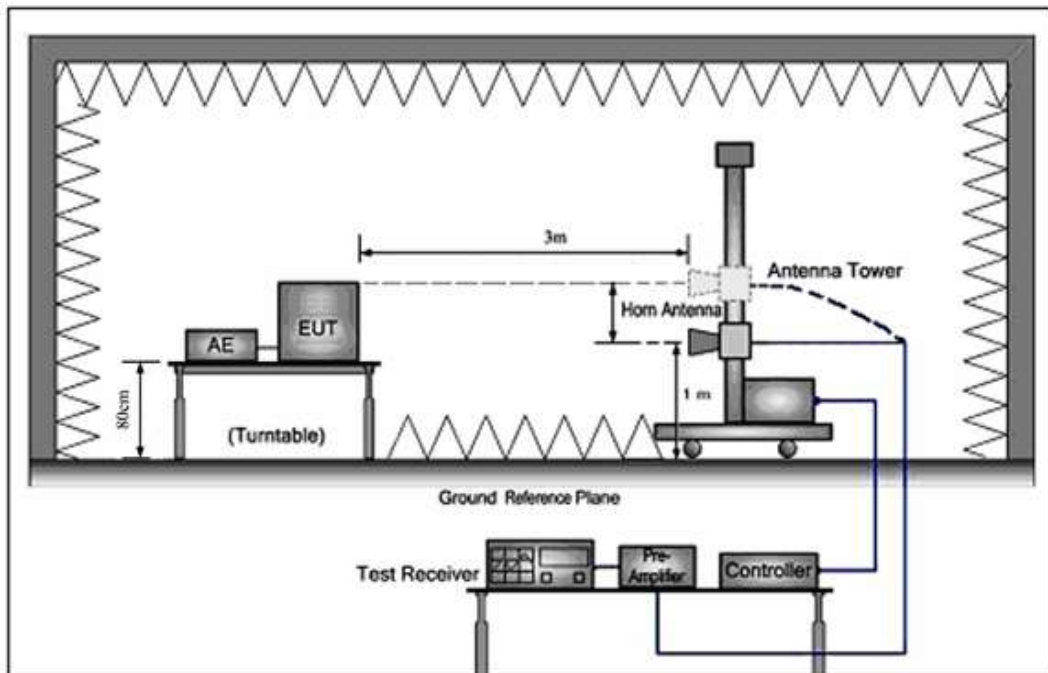 3m
Antenna Tower
Horn Antenna
EUT
AE
1 m
80cm
(Turntable)
Ground Reference Plane
Test Receiver
Pre-
Amplifier
Controller